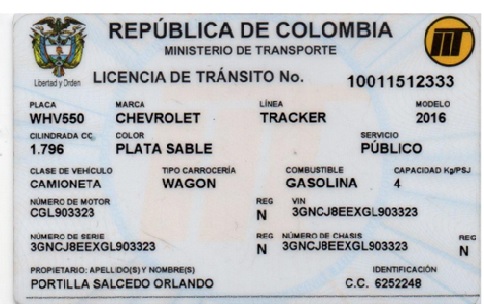 REPÚBLICA DE COLOMBIA
MINISTERIO DE TRANSPORTE
Libertad y Orden
LICENCIA DE TRÁNSITO No. 10011512333
PLACA MARCA LÍNEA MODELO
WHV550 CHEVROLET TRACKER 2016
CILINDRADA CC COLOR SERVICIO
1.796 PLATA SABLE PÚBLICO
CLASE DE VEHÍCULO TIPO CARROCERÍA COMBUSTIBLE CAPACIDAD Kg/PSJ
CAMIONETA WAGON GASOLINA 4
NÚMERO DE MOTOR REG VIN
CGL903323 N 3GNCJ8EEXGL903323
NÚMERO DE SERIE REG NÚMERO DE CHASIS REG
3GNCJ8EEXGL903323 N 3GNCJ8EEXGL903323 N
PROPIETARIO: APELLIDO(S) Y NOMBRE(S) IDENTIFICACIÓN
PORTILLA SALCEDO ORLANDO C.C. 6252248